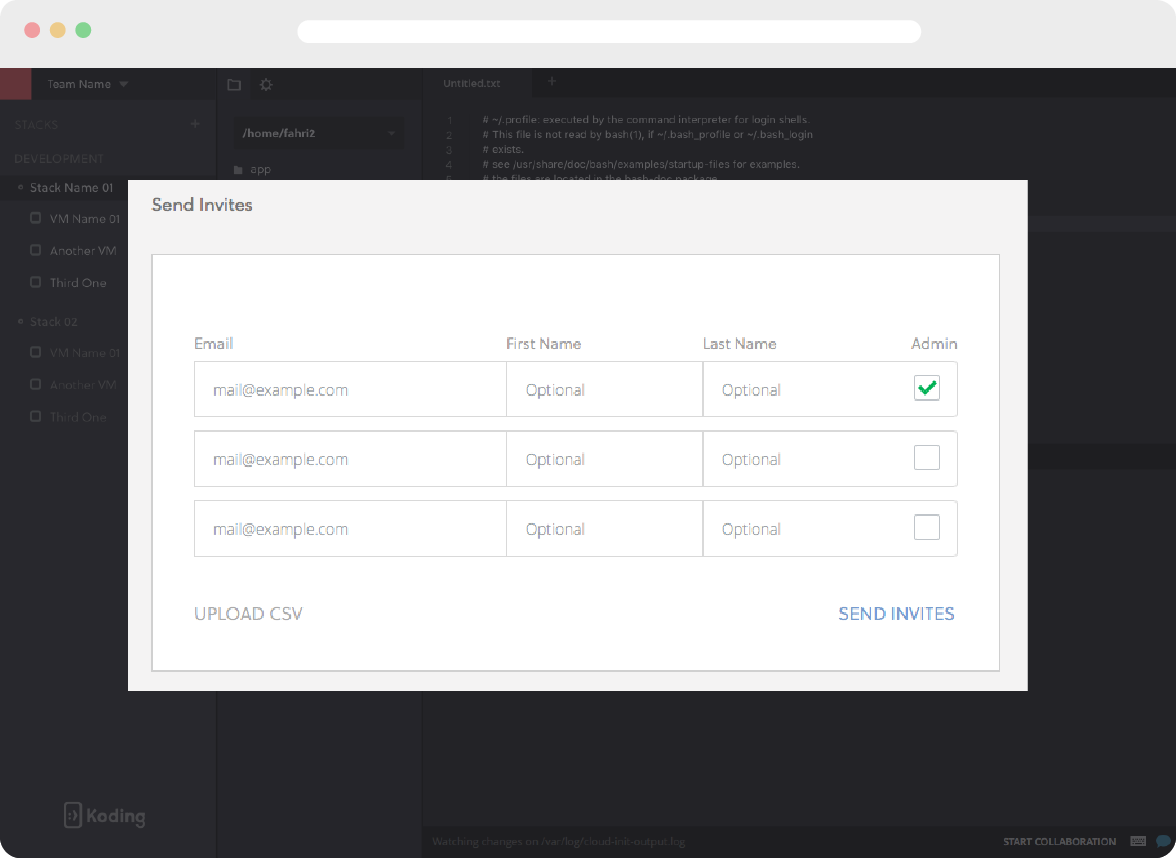 Team Name
Untitled.txt
+
STACKS +
/home/fahri2
DEVELOPMENT
app
Stack Name 01
VM Name 01
Another VM
Third One
Stack 02
VM Name 01
Another VM
Third One
1 # ~/.profile: executed by the command interpreter for login shells.
2 # This file is not read by bash(1), if ~/.bash_profile or ~/.bash_login
3 # exists.
4 # see /usr/share/doc/bash/examples/startup-files for examples.
5 # the files are located in the bash-doc package.
Send Invites
Email First Name Last Name Admin
mail@example.com Optional Optional
mail@example.com Optional Optional
mail@example.com Optional Optional
UPLOAD CSV SEND INVITES
Koding
Watching changes on /var/log/cloud-init-output.log
START COLLABORATION